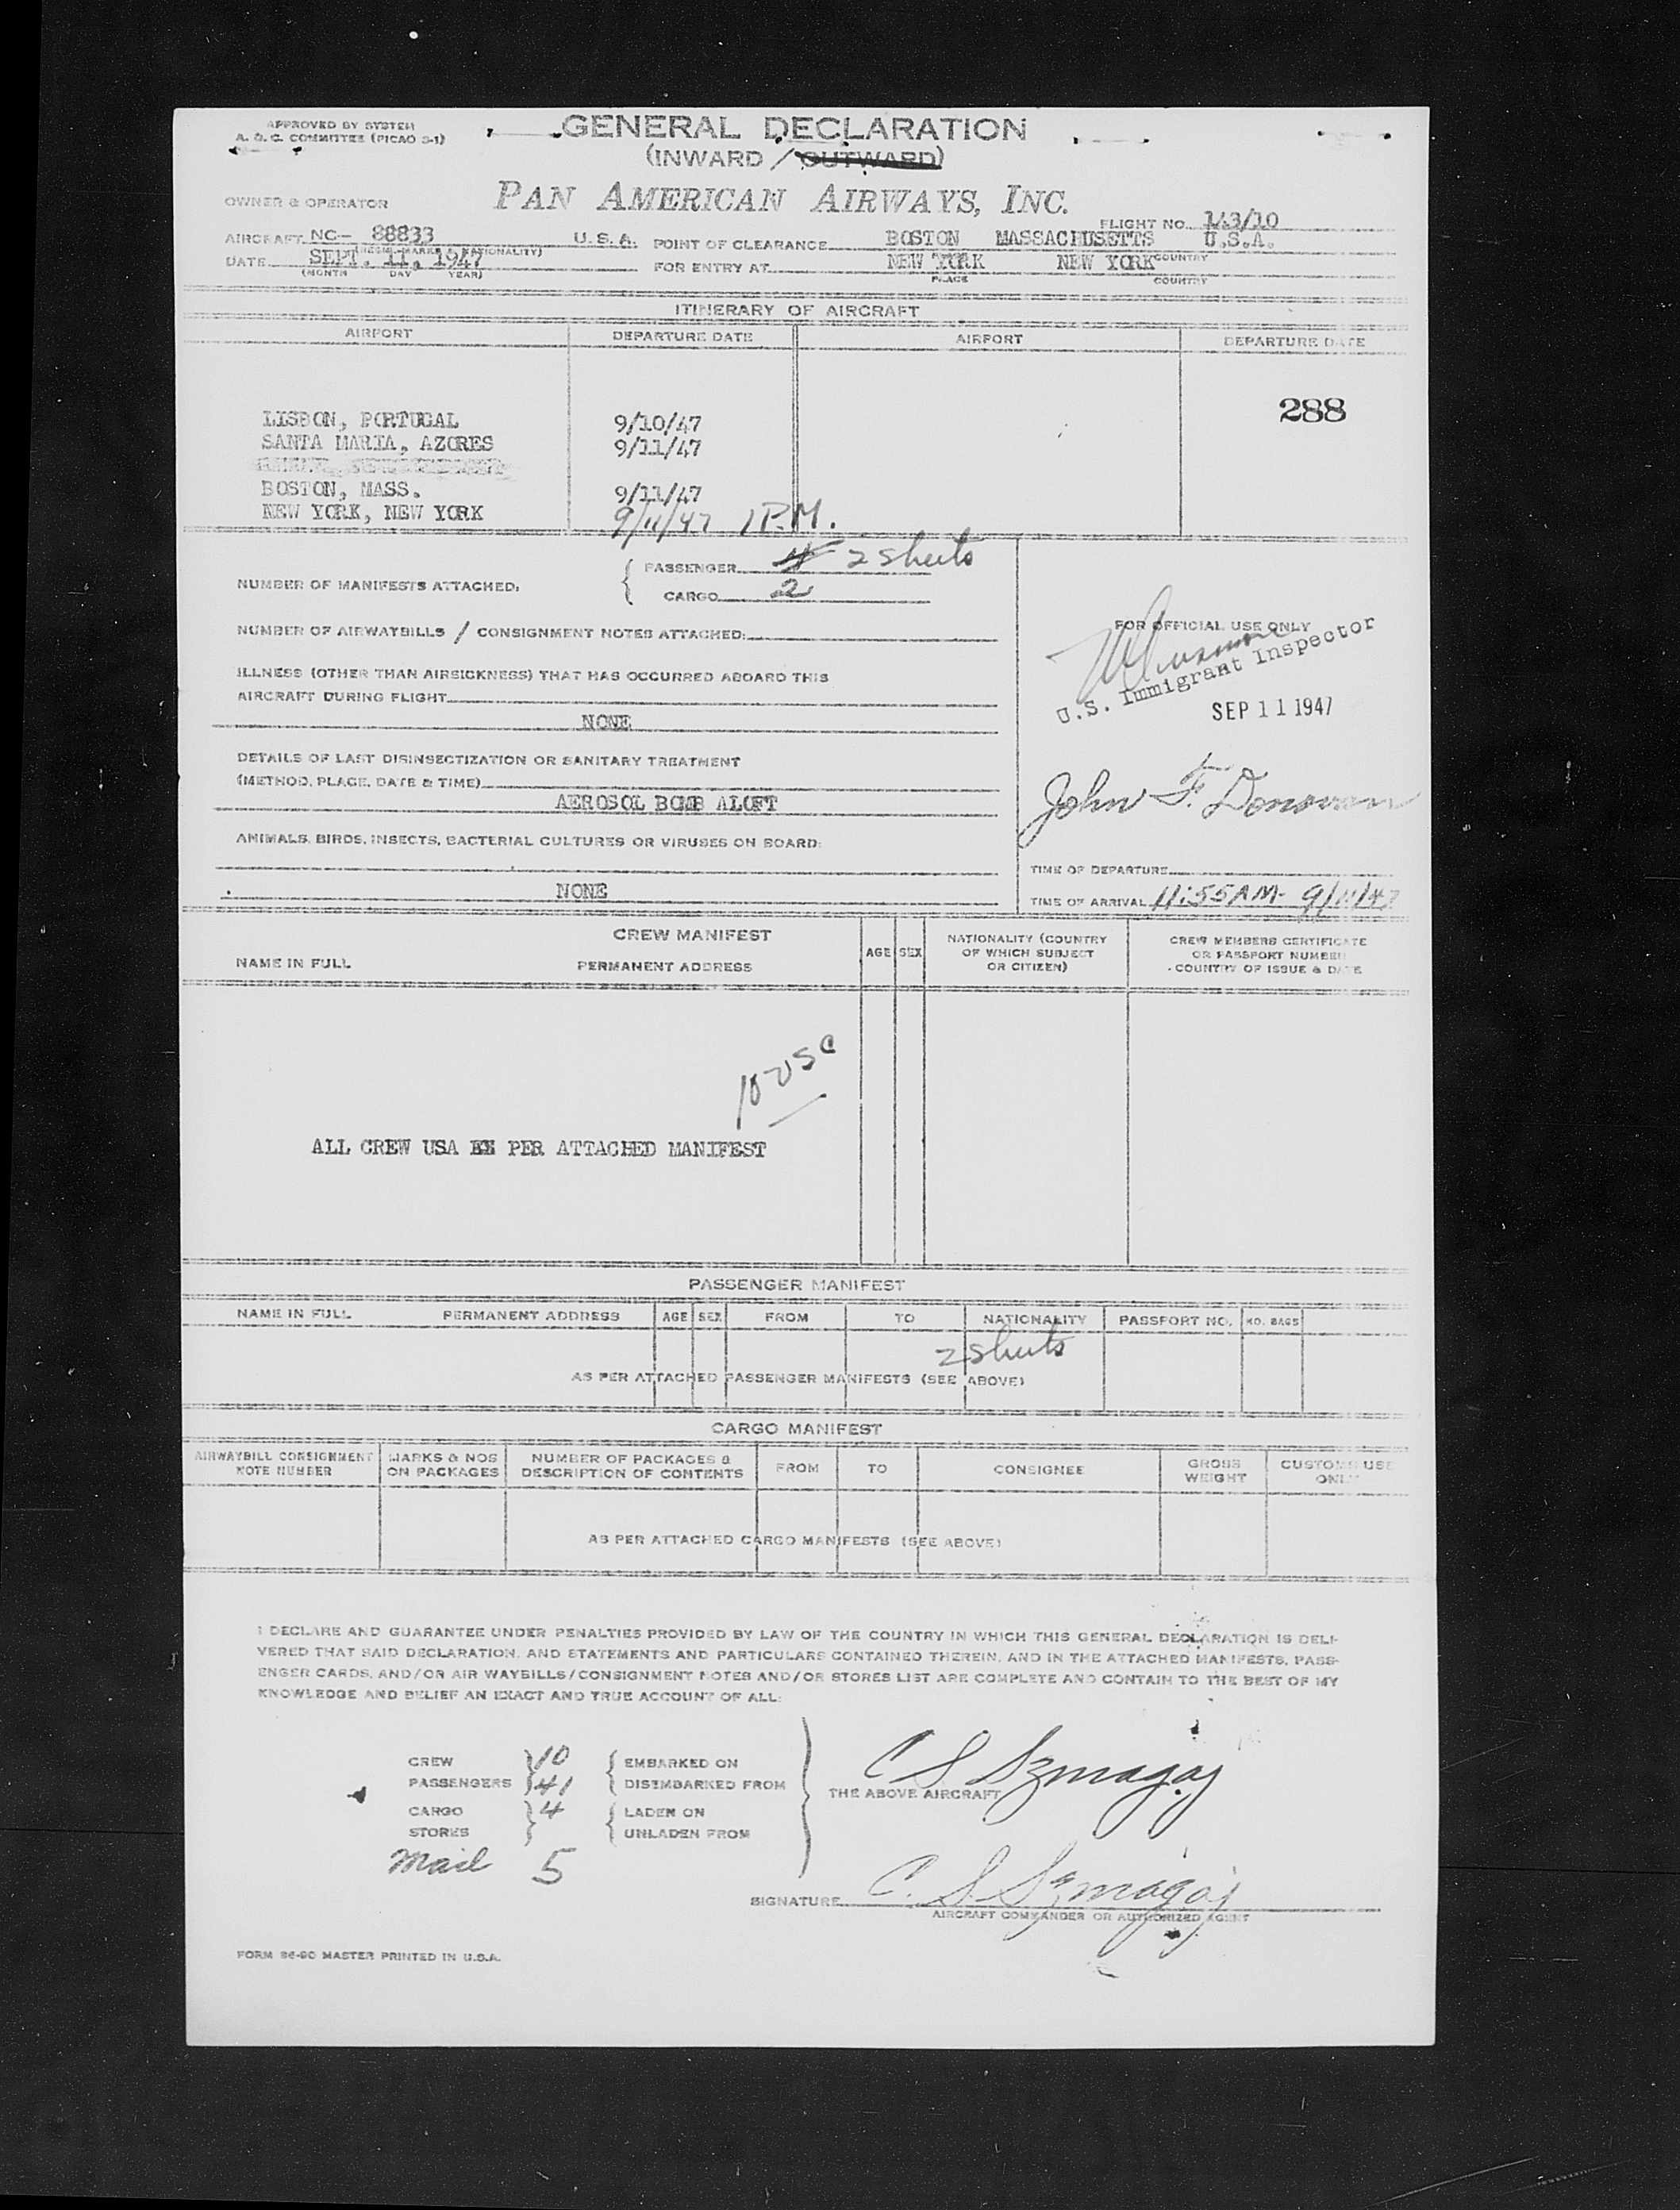 APPROVED BY SYSTEM
A. O. C. COMMITTEE (PICAO 3-1)
GENERAL DECLARATION
(INWARD / OUTWARD)
OWNER & OPERATOR
PAN AMERICAN AIRWAYS, INC.
FLIGHT NO. 143/10
AIRCRAFT NC- 88833 U.S.A. POINT OF CLEARANCE BOSTON MASSACHUSETTS U.S.A.
MARKS & NATIONALITY) COUNTRY
DATE SEPT. 11, 1947 FOR ENTRY AT NEW YORK NEW YORK
(MONTH DAY YEAR) PLACE COUNTRY
ITINERARY OF AIRCRAFT
AIRPORT DEPARTURE DATE AIRPORT DEPARTURE DATE
288
LISBON, PORTUGAL 9/10/47
SANTA MARIA, AZORES 9/11/47
BOSTON, MASS. 9/11/47
NEW YORK, NEW YORK 9/11/47 1 P.M.
NUMBER OF MANIFESTS ATTACHED:
PASSENGER 4 2 sheets
CARGO 2
NUMBER OF AIRWAYBILLS / CONSIGNMENT NOTES ATTACHED:
ILLNESS (OTHER THAN AIRSICKNESS) THAT HAS OCCURRED ABOARD THIS
AIRCRAFT DURING FLIGHT
NONE
DETAILS OF LAST DISINSECTIZATION OR SANITARY TREATMENT
(METHOD, PLACE, DATE & TIME)
AEROSOL BOMB ALOFT
ANIMALS, BIRDS, INSECTS, BACTERIAL CULTURES OR VIRUSES ON BOARD:
NONE
FOR OFFICIAL USE ONLY
U.S. Immigrant Inspector
SEP 11 1947
John F. Donovan
TIME OF DEPARTURE
TIME OF ARRIVAL 11:55 AM- 9/11/47
CREW MANIFEST
NAME IN FULL PERMANENT ADDRESS AGE SEX
NATIONALITY (COUNTRY
OF WHICH SUBJECT
OR CITIZEN)
CREW MEMBERS CERTIFICATE
OR PASSPORT NUMBER
COUNTRY OF ISSUE & DATE
10 USC
ALL CREW USA PER ATTACHED MANIFEST
PASSENGER MANIFEST
NAME IN FULL PERMANENT ADDRESS AGE SEX FROM TO NATIONALITY PASSPORT NO. NO. BAGS
2 sheets
AS PER ATTACHED PASSENGER MANIFESTS (SEE ABOVE)
CARGO MANIFEST
AIRWAYBILL CONSIGNMENT
NOTE NUMBER
MARKS & NOS
ON PACKAGES
NUMBER OF PACKAGES &
DESCRIPTION OF CONTENTS
FROM TO CONSIGNEE
GROSS
WEIGHT
CUSTOMS USE
ONLY
AS PER ATTACHED CARGO MANIFESTS (SEE ABOVE)
I DECLARE AND GUARANTEE UNDER PENALTIES PROVIDED BY LAW OF THE COUNTRY IN WHICH THIS GENERAL DECLARATION IS DELI-
VERED THAT SAID DECLARATION, AND STATEMENTS AND PARTICULARS CONTAINED THEREIN, AND IN THE ATTACHED MANIFESTS, PASS-
ENGER CARDS, AND/OR AIR WAYBILLS/CONSIGNMENT NOTES AND/OR STORES LIST ARE COMPLETE AND CONTAIN TO THE BEST OF MY
KNOWLEDGE AND BELIEF AN EXACT AND TRUE ACCOUNT OF ALL:
CREW 10 EMBARKED ON
PASSENGERS 41 DISEMBARKED FROM
C S Szmagaj
THE ABOVE AIRCRAFT
CARGO 4 LADEN ON
STORES UNLADEN FROM
Mail 5
SIGNATURE C. S. Szmagaj
AIRCRAFT COMMANDER OR AUTHORIZED AGENT
FORM 86-90 MASTER PRINTED IN U.S.A.